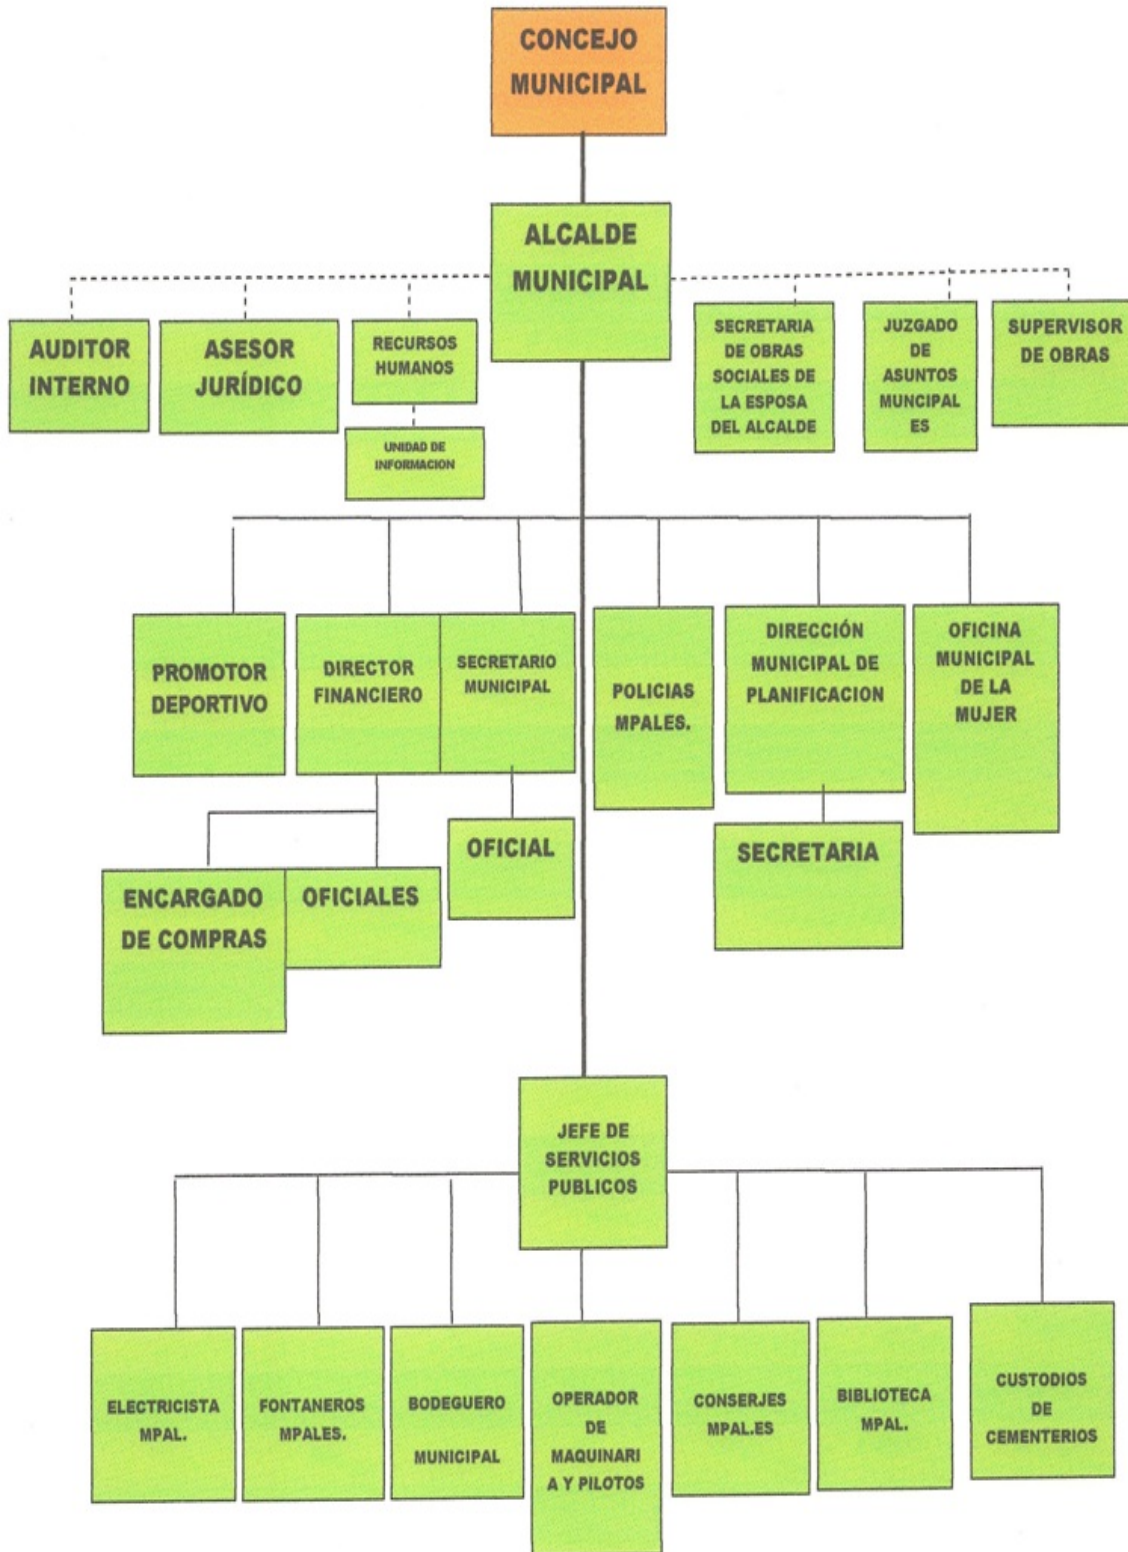 CONCEJO
MUNICIPAL
ALCALDE
MUNICIPAL
AUDITOR
INTERNO
ASESOR
JURÍDICO
RECURSOS
HUMANOS
UNIDAD DE
INFORMACION
SECRETARIA
DE OBRAS
SOCIALES DE
LA ESPOSA
DEL ALCALDE
JUZGADO
DE
ASUNTOS
MUNCIPAL
ES
SUPERVISOR
DE OBRAS
PROMOTOR
DEPORTIVO
DIRECTOR
FINANCIERO
SECRETARIO
MUNICIPAL
POLICIAS
MPALES.
DIRECCIÓN
MUNICIPAL DE
PLANIFICACION
OFICINA
MUNICIPAL
DE LA
MUJER
ENCARGADO
DE COMPRAS
OFICIALES
OFICIAL
SECRETARIA
JEFE DE
SERVICIOS
PUBLICOS
ELECTRICISTA
MPAL.
FONTANEROS
MPALES.
BODEGUERO
MUNICIPAL
OPERADOR
DE
MAQUINARI
A Y PILOTOS
CONSERJES
MPAL.ES
BIBLIOTECA
MPAL.
CUSTODIOS
DE
CEMENTERIOS